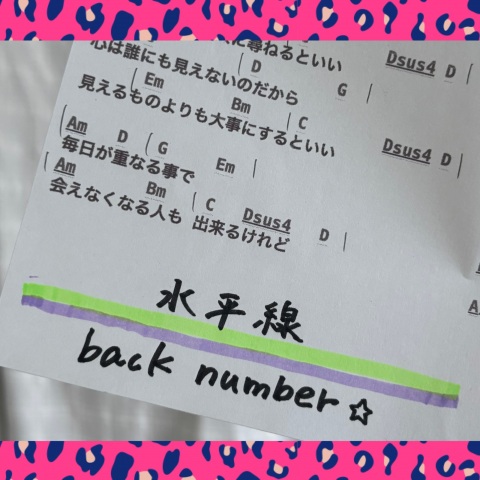 に尋ねるといい
Dsus4 D
心は誰にも見えないのだから
D G
見えるものよりも大事にするといい
Em Bm C Dsus4 D
毎日が重なる事で
Am D G Em
会えなくなる人も 出来るけれど
Am Bm C Dsus4 D
水平線
back number☆